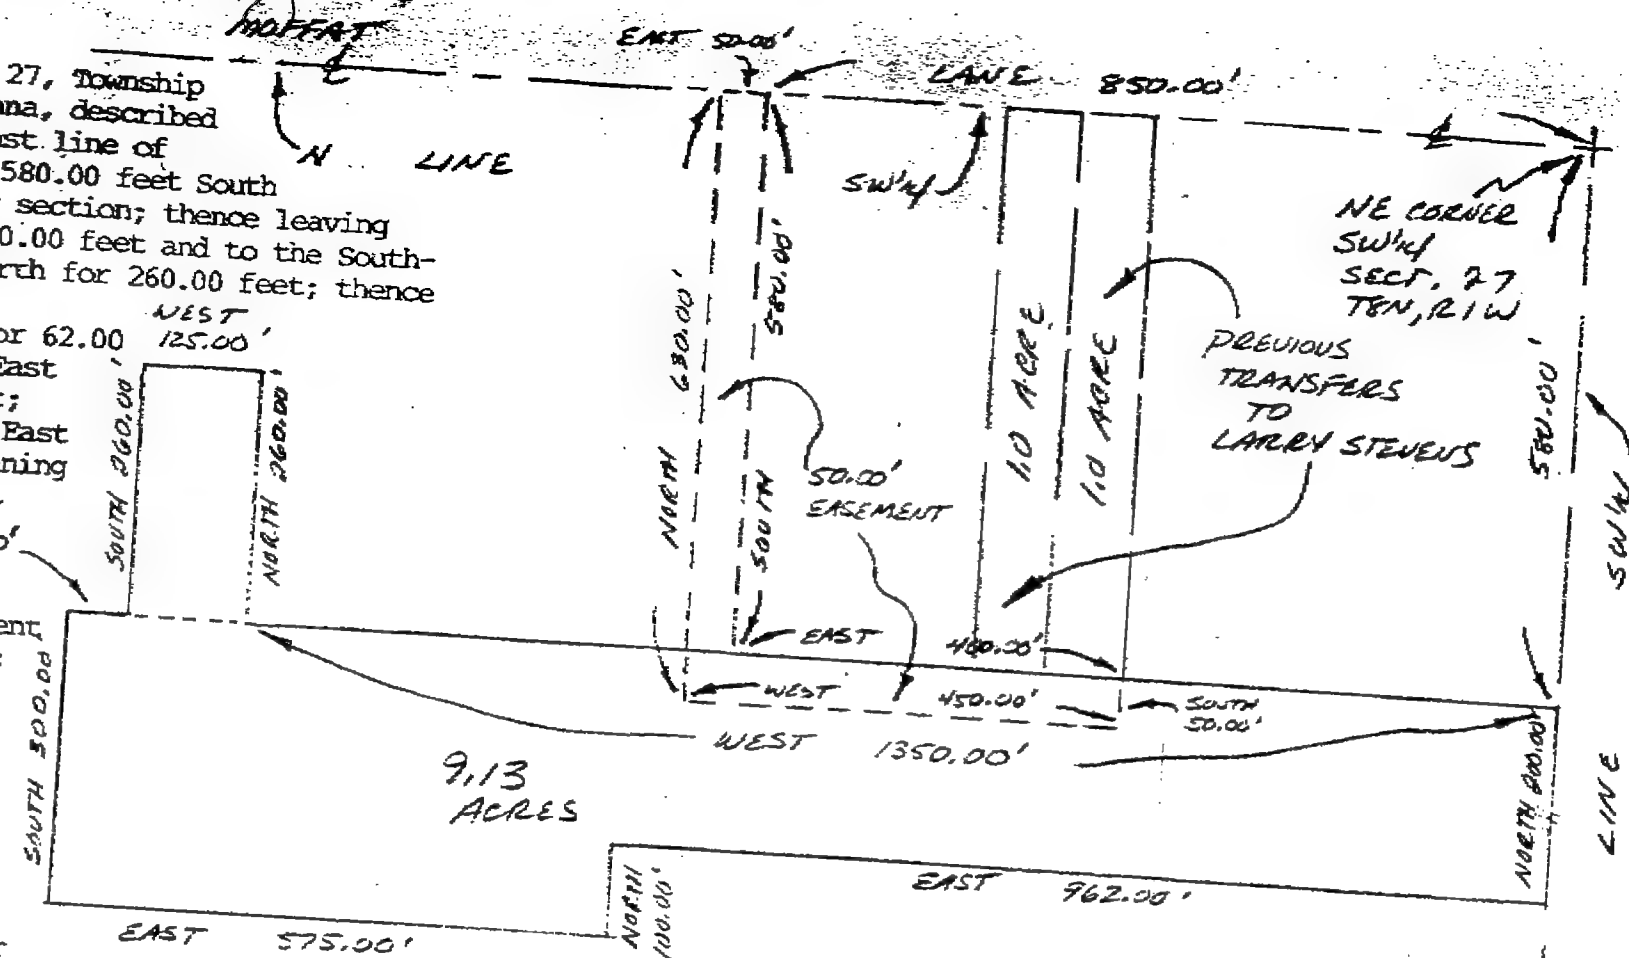 MOFFAT
EAST 50.00'
LANE 850.00'
27, Township
ana, described
ast line of
580.00 feet South
section; thence leaving
0.00 feet and to the South-
rth for 260.00 feet; thence
or 62.00
East
East
ning
N LINE
SW¼
NE CORNER
SW¼
SECT. 27
T8N, R1W
WEST
125.00'
SOUTH 260.00'
NORTH 260.00'
NORTH 630.00'
SOUTH 580.00'
1.0 ACRE
1.0 ACRE
PREVIOUS
TRANSFERS
TO
LARRY STEVENS
580.00'
SW¼
LINE
50.00'
EASEMENT
EAST 400.00'
WEST 450.00'
SOUTH
50.00'
WEST 1350.00'
9.13
ACRES
SOUTH 300.00
NORTH 200.00'
EAST 962.00'
NORTH
100.00'
EAST 575.00'